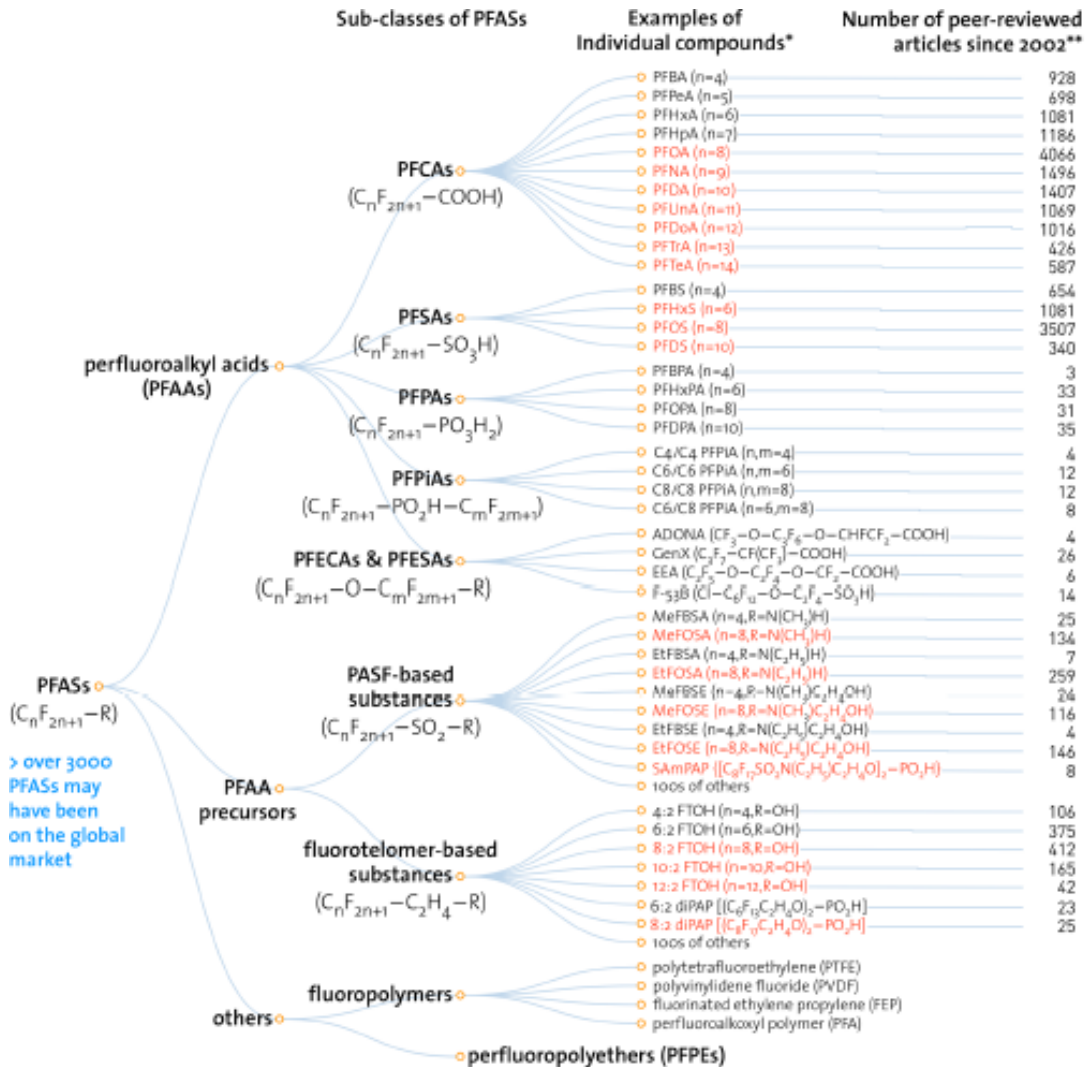 Sub-classes of PFASs
Examples of
Individual compounds*
Number of peer-reviewed
articles since 2002**
PFASs
(CₙF₂ₙ₊₁–R)
> over 3000
PFASs may
have been
on the global
market
perfluoroalkyl acids
(PFAAs)
PFCAs
(CₙF₂ₙ₊₁–COOH)
PFBA (n=4) 928
PFPeA (n=5) 698
PFHxA (n=6) 1081
PFHpA (n=7) 1186
PFOA (n=8) 4066
PFNA (n=9) 1496
PFDA (n=10) 1407
PFUnA (n=11) 1069
PFDoA (n=12) 1016
PFTrA (n=13) 426
PFTeA (n=14) 587
PFSAs
(CₙF₂ₙ₊₁–SO₃H)
PFBS (n=4) 654
PFHxS (n=6) 1081
PFOS (n=8) 3507
PFDS (n=10) 340
PFPAs
(CₙF₂ₙ₊₁–PO₃H₂)
PFBPA (n=4) 3
PFHxPA (n=6) 33
PFOPA (n=8) 31
PFDPA (n=10) 35
PFPiAs
(CₙF₂ₙ₊₁–PO₂H–CₘF₂ₘ₊₁)
C4/C4 PFPiA (n,m=4) 4
C6/C6 PFPiA (n,m=6) 12
C8/C8 PFPiA (n,m=8) 12
C6/C8 PFPiA (n=6,m=8) 8
PFECAs & PFESAs
(CₙF₂ₙ₊₁–O–CₘF₂ₘ₊₁–R)
ADONA (CF₃–O–C₃F₆–O–CHFCF₂–COOH) 4
GenX (C₃F₇–CF(CF₃)–COOH) 26
EEA (C₂F₅–O–C₂F₄–O–CF₂–COOH) 6
F-53B (Cl–C₆F₁₂–O–C₂F₄–SO₃H) 14
PFAA
precursors
PASF-based
substances
(CₙF₂ₙ₊₁–SO₂–R)
MeFBSA (n=4,R=N(CH₃)H) 25
MeFOSA (n=8,R=N(CH₃)H) 134
EtFBSA (n=4,R=N(C₂H₅)H) 7
EtFOSA (n=8,R=N(C₂H₅)H) 259
MeFBSE (n=4,R=N(CH₃)C₂H₄OH) 24
MeFOSE (n=8,R=N(CH₃)C₂H₄OH) 116
EtFBSE (n=4,R=N(C₂H₅)C₂H₄OH) 4
EtFOSE (n=8,R=N(C₂H₅)C₂H₄OH) 146
SAmPAP ([C₈F₁₇SO₂N(C₂H₅)C₂H₄O]₂–PO₂H) 8
100s of others
fluorotelomer-based
substances
(CₙF₂ₙ₊₁–C₂H₄–R)
4:2 FTOH (n=4,R=OH) 106
6:2 FTOH (n=6,R=OH) 375
8:2 FTOH (n=8,R=OH) 412
10:2 FTOH (n=10,R=OH) 165
12:2 FTOH (n=12,R=OH) 42
6:2 diPAP [(C₆F₁₃C₂H₄O)₂–PO₂H] 23
8:2 diPAP [(C₈F₁₇C₂H₄O)₂–PO₂H] 25
100s of others
others
fluoropolymers
polytetrafluoroethylene (PTFE)
polyvinylidene fluoride (PVDF)
fluorinated ethylene propylene (FEP)
perfluoroalkoxyl polymer (PFA)
perfluoropolyethers (PFPEs)